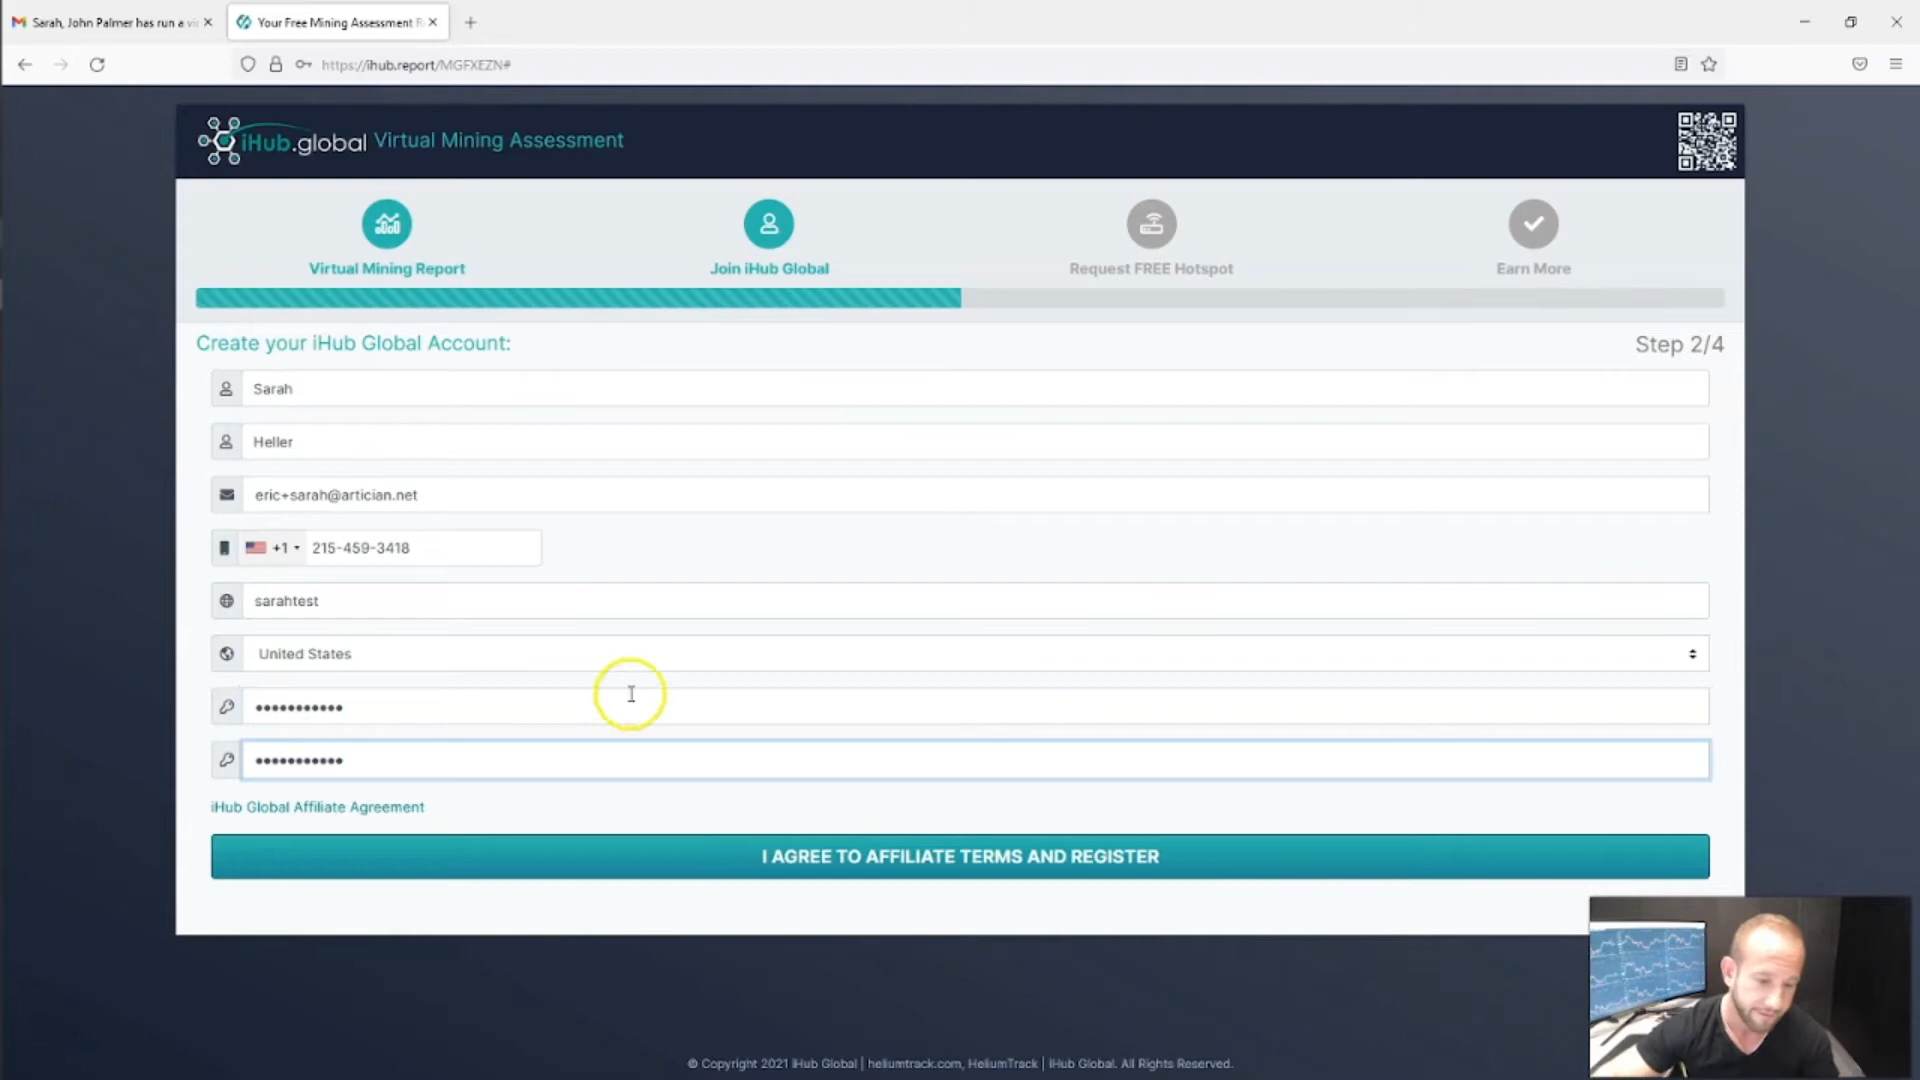 Sarah, John Palmer has run a vi
Your Free Mining Assessment R
https://ihub.report/MGFXEZN#
iHub.global Virtual Mining Assessment
Virtual Mining Report
Join iHub Global
Request FREE Hotspot
Earn More
Create your iHub Global Account:
Step 2/4
Sarah
Heller
eric+sarah@artician.net
+1 215-459-3418
sarahtest
United States
iHub Global Affiliate Agreement
I AGREE TO AFFILIATE TERMS AND REGISTER
© Copyright 2021 iHub Global | heliumtrack.com, HeliumTrack | iHub Global. All Rights Reserved.